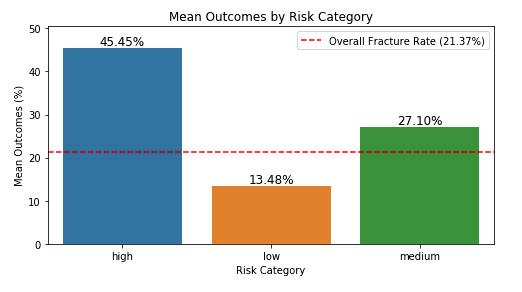 Mean Outcomes by Risk Category
Overall Fracture Rate (21.37%)
Mean Outcomes (%)
50
40
30
20
10
0
45.45%
13.48%
27.10%
high
low
medium
Risk Category